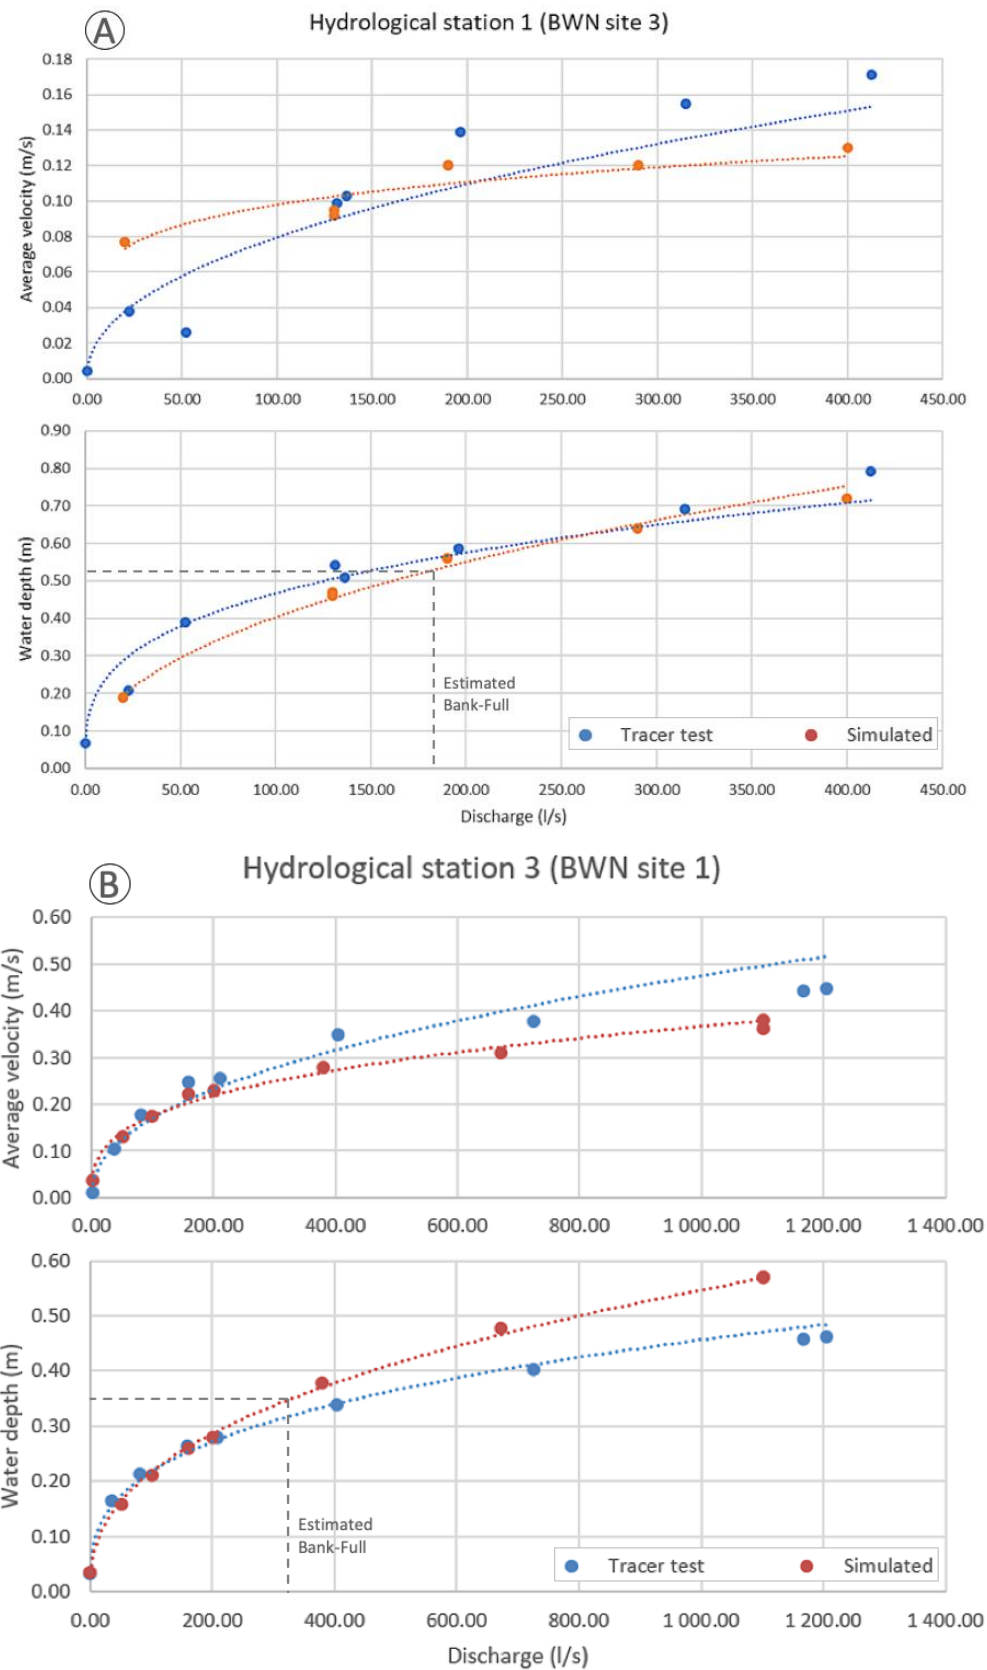 A
Hydrological station 1 (BWN site 3)
Average velocity (m/s)
0.18
0.16
0.14
0.12
0.10
0.08
0.06
0.04
0.02
0.00
0.00 50.00 100.00 150.00 200.00 250.00 300.00 350.00 400.00 450.00
Water depth (m)
0.90
0.80
0.70
0.60
0.50
0.40
0.30
0.20
0.10
0.00
Estimated
Bank-Full
Tracer test Simulated
0.00 50.00 100.00 150.00 200.00 250.00 300.00 350.00 400.00 450.00
Discharge (l/s)
B
Hydrological station 3 (BWN site 1)
Average velocity (m/s)
0.60
0.50
0.40
0.30
0.20
0.10
0.00
0.00 200.00 400.00 600.00 800.00 1 000.00 1 200.00 1 400.00
Water depth (m)
0.60
0.50
0.40
0.30
0.20
0.10
0.00
Estimated
Bank-Full
Tracer test Simulated
0.00 200.00 400.00 600.00 800.00 1 000.00 1 200.00 1 400.00
Discharge (l/s)